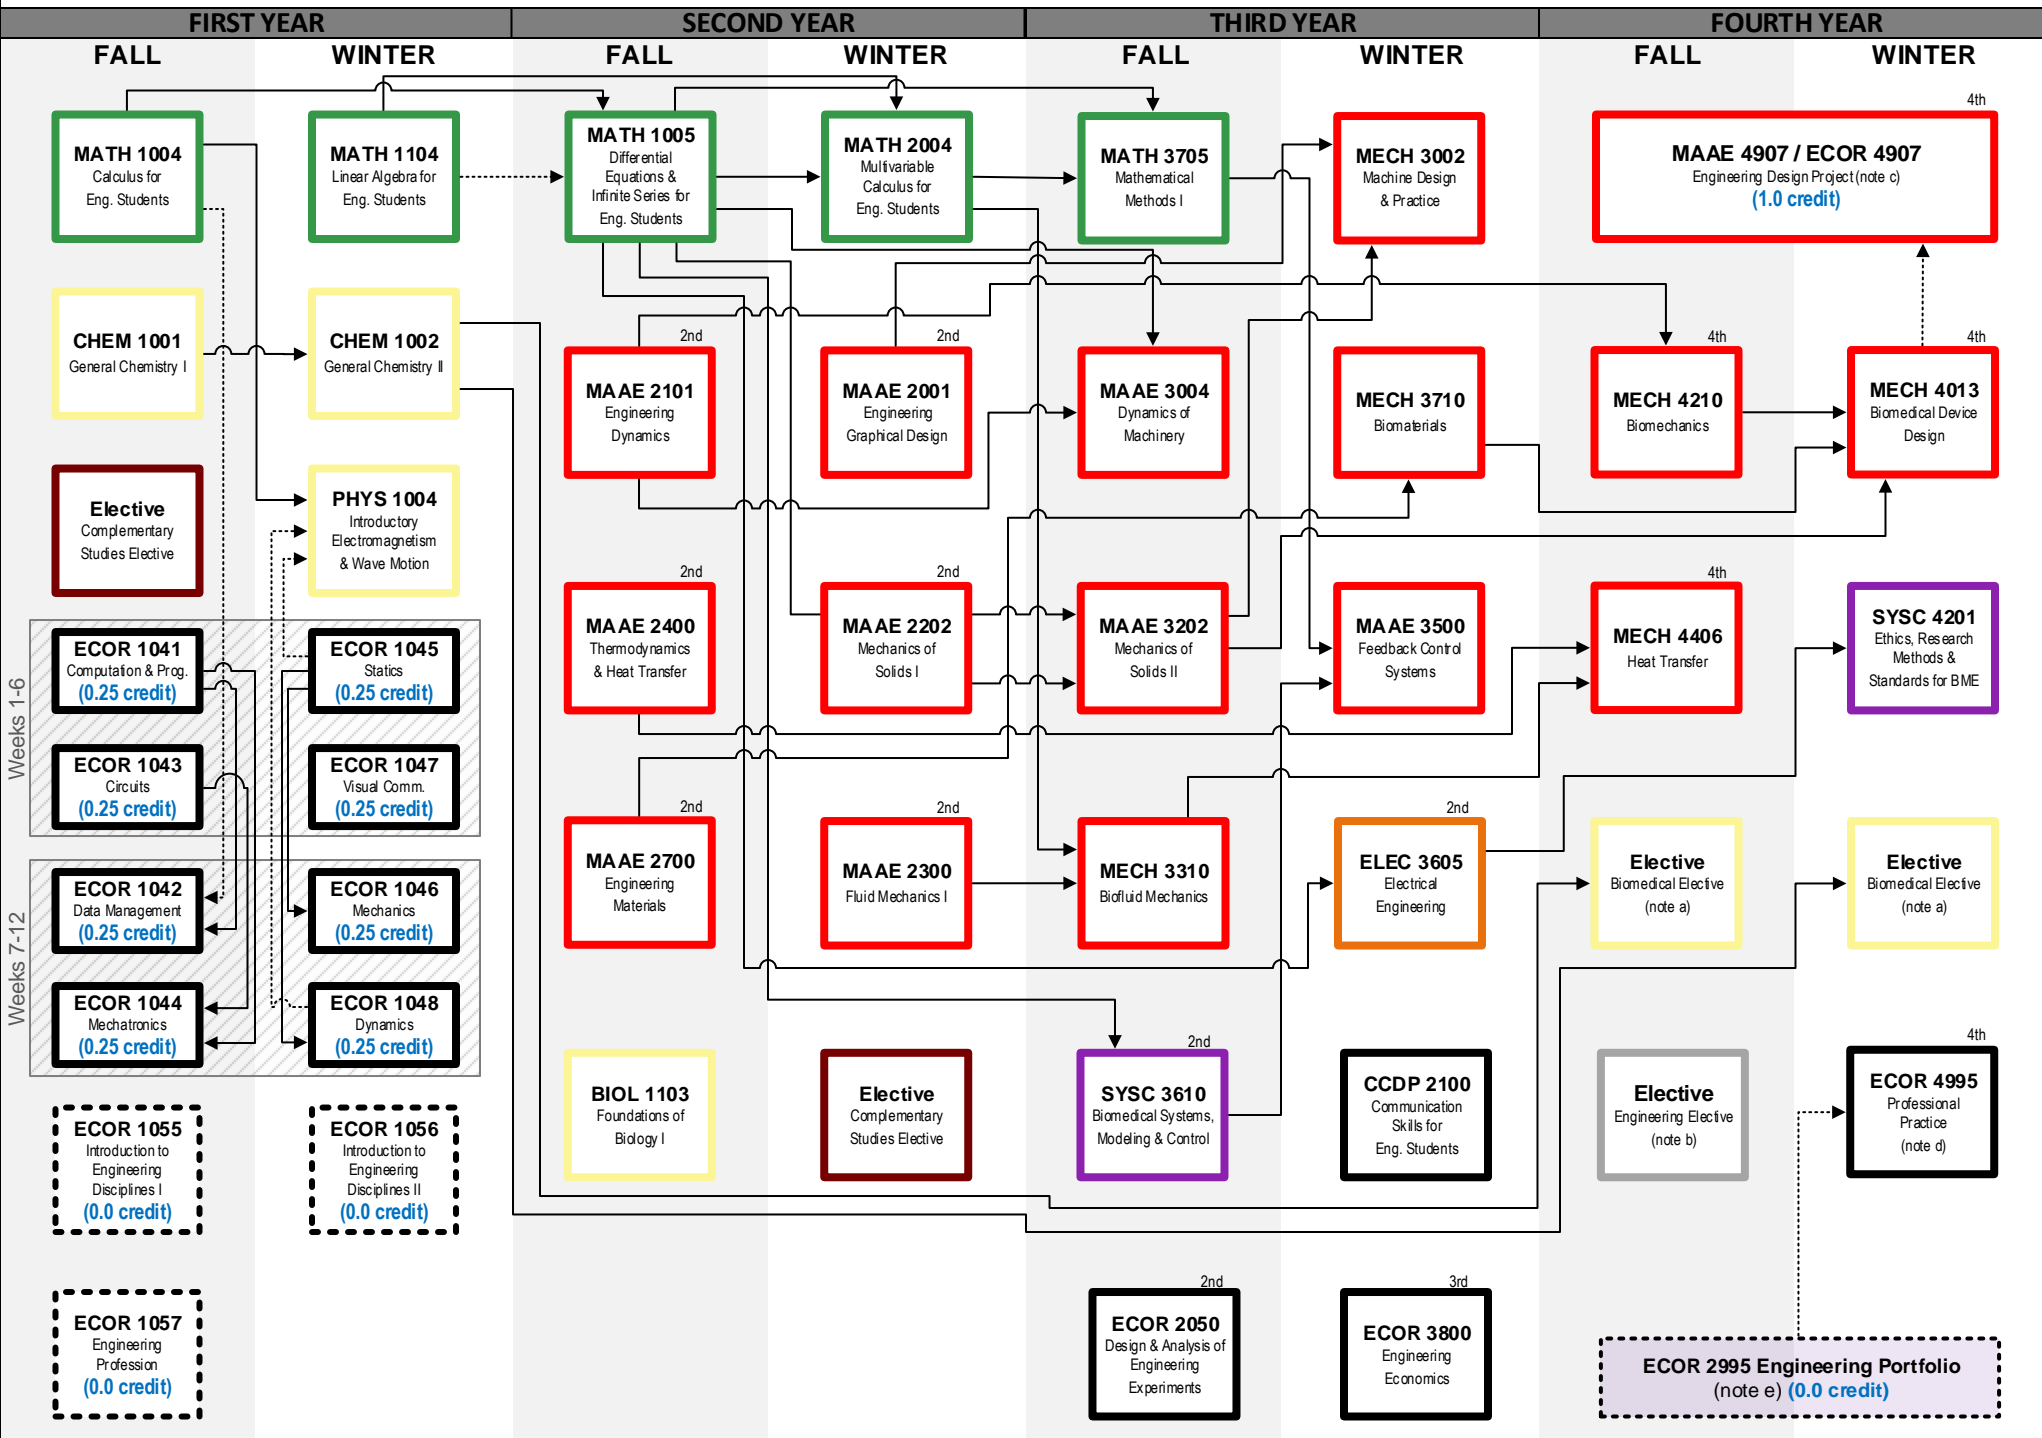 FIRST YEAR
SECOND YEAR
THIRD YEAR
FOURTH YEAR
FALL
WINTER
FALL
WINTER
FALL
WINTER
FALL
WINTER
MATH 1004
Calculus for
Eng. Students
MATH 1104
Linear Algebra for
Eng. Students
MATH 1005
Differential
Equations &
Infinite Series for
Eng. Students
MATH 2004
Multivariable
Calculus for
Eng. Students
MATH 3705
Mathematical
Methods I
MECH 3002
Machine Design
& Practice
4th
MAAE 4907 / ECOR 4907
Engineering Design Project (note c)
(1.0 credit)
CHEM 1001
General Chemistry I
CHEM 1002
General Chemistry II
2nd
MAAE 2101
Engineering
Dynamics
2nd
MAAE 2001
Engineering
Graphical Design
MAAE 3004
Dynamics of
Machinery
MECH 3710
Biomaterials
4th
MECH 4210
Biomechanics
4th
MECH 4013
Biomedical Device
Design
Elective
Complementary
Studies Elective
PHYS 1004
Introductory
Electromagnetism
& Wave Motion
2nd
MAAE 2400
Thermodynamics
& Heat Transfer
2nd
MAAE 2202
Mechanics of
Solids I
MAAE 3202
Mechanics of
Solids II
MAAE 3500
Feedback Control
Systems
4th
MECH 4406
Heat Transfer
SYSC 4201
Ethics, Research
Methods &
Standards for BME
Weeks 1-6
ECOR 1041
Computation & Prog.
(0.25 credit)
ECOR 1045
Statics
(0.25 credit)
ECOR 1043
Circuits
(0.25 credit)
ECOR 1047
Visual Comm.
(0.25 credit)
2nd
MAAE 2700
Engineering
Materials
MAAE 2300
Fluid Mechanics I
MECH 3310
Biofluid Mechanics
2nd
ELEC 3605
Electrical
Engineering
Elective
Biomedical Elective
(note a)
Elective
Biomedical Elective
(note a)
Weeks 7-12
ECOR 1042
Data Management
(0.25 credit)
ECOR 1046
Mechanics
(0.25 credit)
ECOR 1044
Mechatronics
(0.25 credit)
ECOR 1048
Dynamics
(0.25 credit)
BIOL 1103
Foundations of
Biology I
Elective
Complementary
Studies Elective
2nd
SYSC 3610
Biomedical Systems,
Modeling & Control
CCDP 2100
Communication
Skills for
Eng. Students
Elective
Engineering Elective
(note b)
4th
ECOR 4995
Professional
Practice
(note d)
ECOR 1055
Introduction to
Engineering
Disciplines I
(0.0 credit)
ECOR 1056
Introduction to
Engineering
Disciplines II
(0.0 credit)
ECOR 1057
Engineering
Profession
(0.0 credit)
2nd
ECOR 2050
Design & Analysis of
Engineering
Experiments
3rd
ECOR 3800
Engineering
Economics
ECOR 2995 Engineering Portfolio
(note e) (0.0 credit)